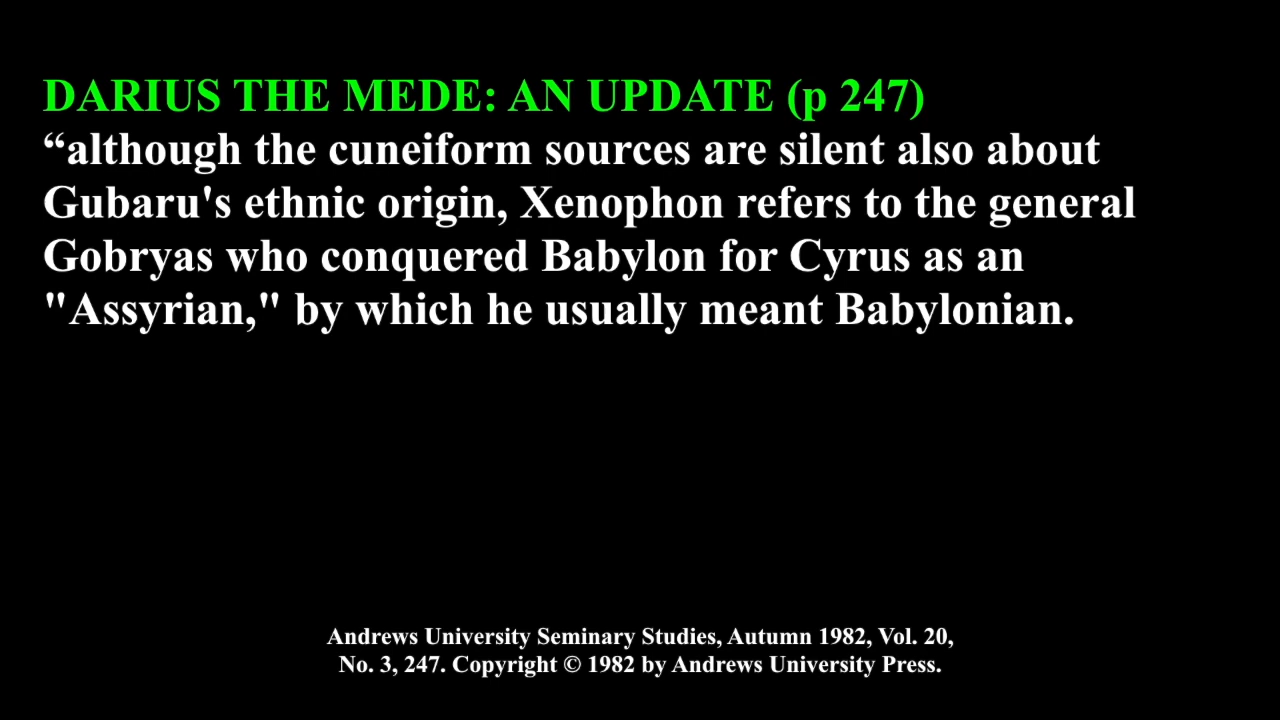 DARIUS THE MEDE: AN UPDATE (p 247)
“although the cuneiform sources are silent also about
Gubaru's ethnic origin, Xenophon refers to the general
Gobryas who conquered Babylon for Cyrus as an
"Assyrian," by which he usually meant Babylonian.
Andrews University Seminary Studies, Autumn 1982, Vol. 20,
No. 3, 247. Copyright © 1982 by Andrews University Press.